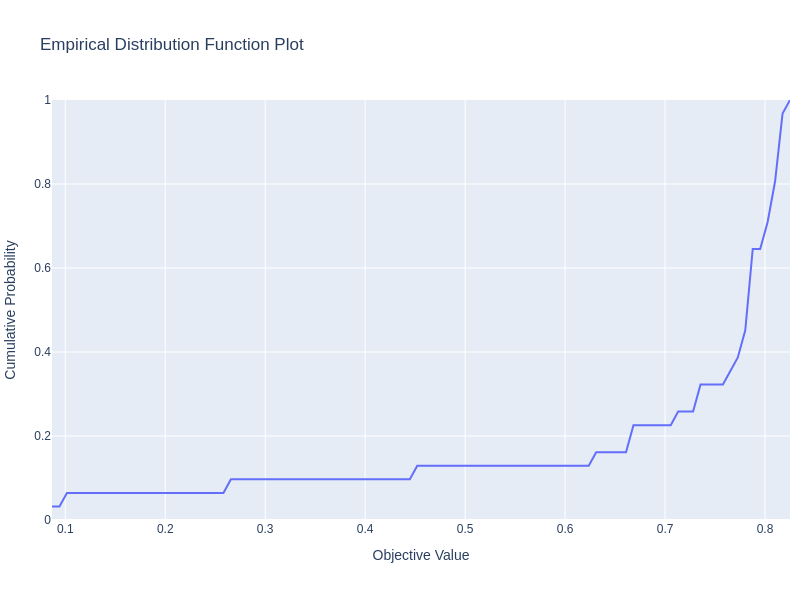 Empirical Distribution Function Plot
1
0.8
0.6
0.4
0.2
0
Cumulative Probability
0.1 0.2 0.3 0.4 0.5 0.6 0.7 0.8
Objective Value